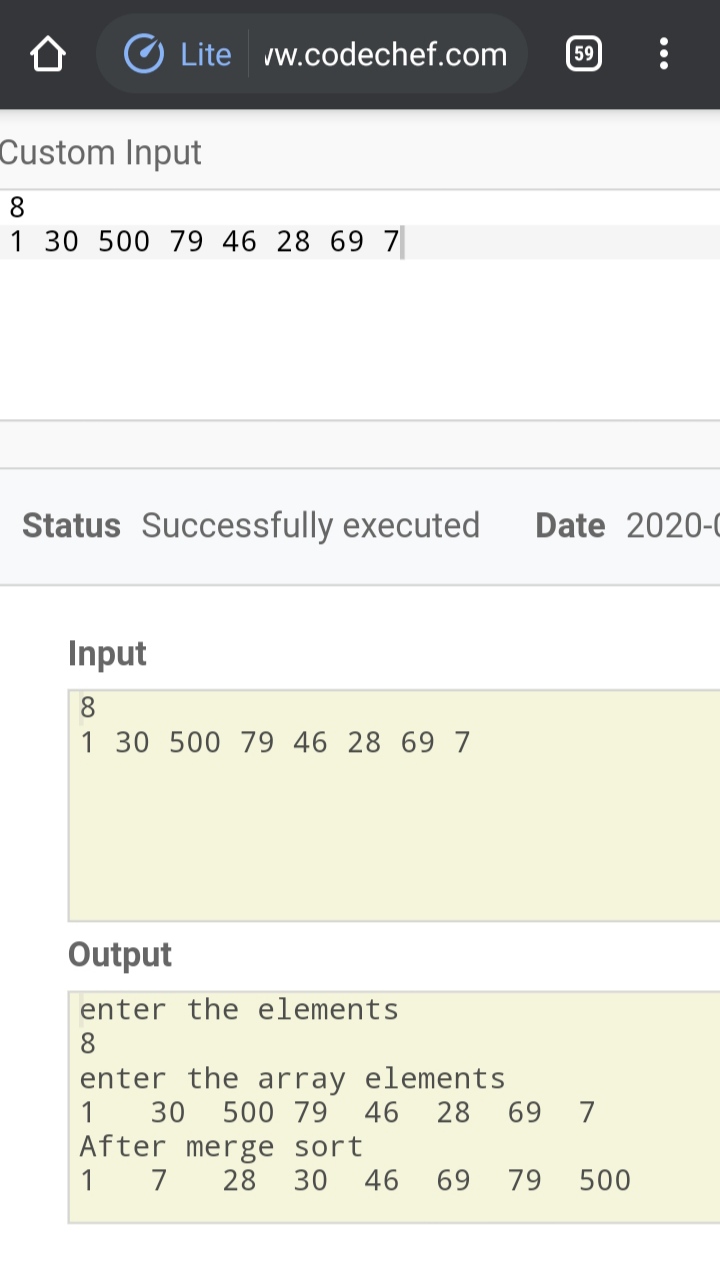 Lite
w.codechef.com
59
Custom Input
8
1 30 500 79 46 28 69 7
Status Successfully executed Date 2020-0
Input
8
1 30 500 79 46 28 69 7
Output
enter the elements
8
enter the array elements
1 30 500 79 46 28 69 7
After merge sort
1 7 28 30 46 69 79 500